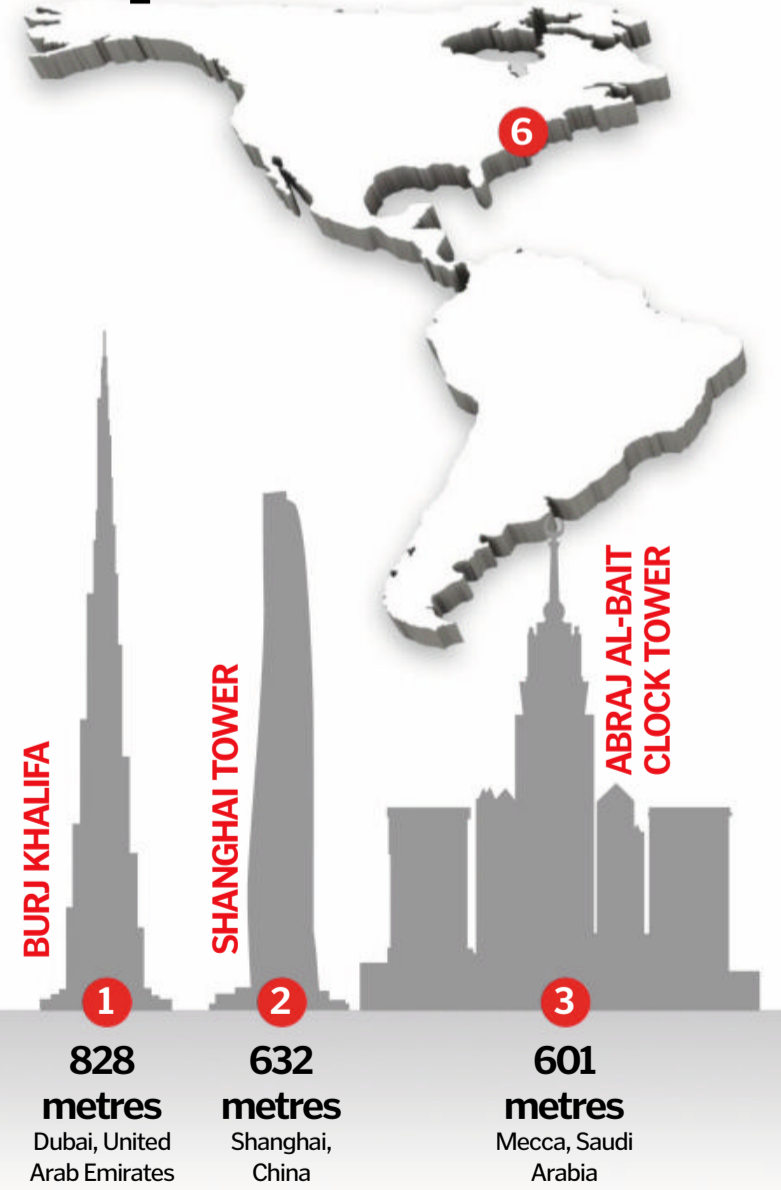 6
BURJ KHALIFA
SHANGHAI TOWER
ABRAJ AL-BAIT
CLOCK TOWER
1
2
3
828
metres
Dubai, United
Arab Emirates
632
metres
Shanghai,
China
601
metres
Mecca, Saudi
Arabia